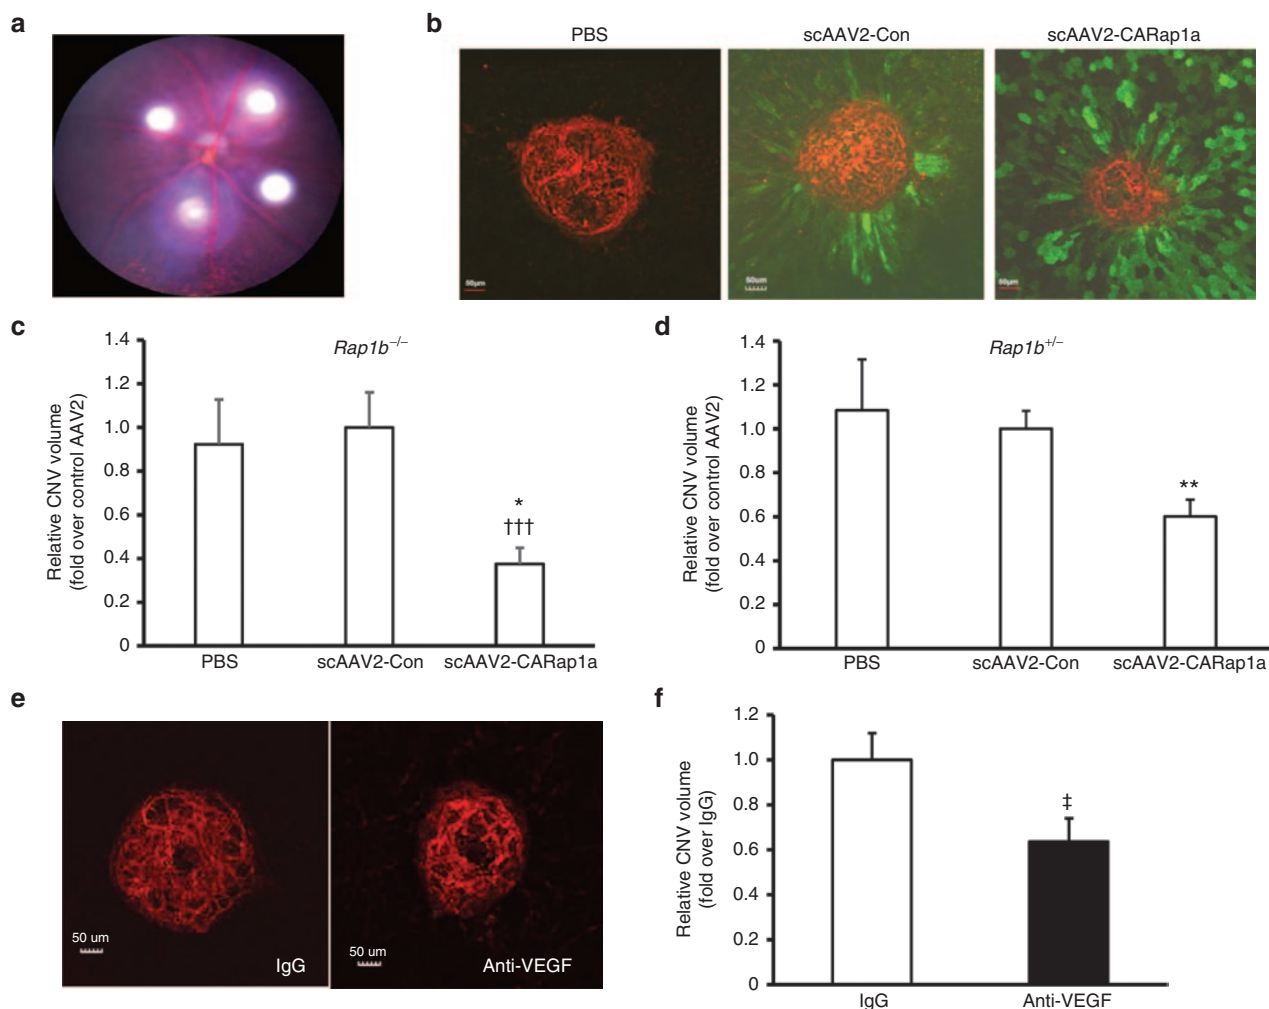 a
b
PBS
scAAV2-Con
scAAV2-CARap1a
50µm
50um
50µm
c
Rap1b−/−
Relative CNV volume
(fold over control AAV2)
1.4
1.2
1.0
0.8
0.6
0.4
0.2
0
*
†††
PBS
scAAV2-Con
scAAV2-CARap1a
d
Rap1b+/−
Relative CNV volume
(fold over control AAV2)
1.4
1.2
1.0
0.8
0.6
0.4
0.2
0
**
PBS
scAAV2-Con
scAAV2-CARap1a
e
50 um
IgG
50 um
Anti-VEGF
f
Relative CNV volume
(fold over IgG)
1.2
1.0
0.8
0.6
0.4
0.2
0
‡
IgG
Anti-VEGF